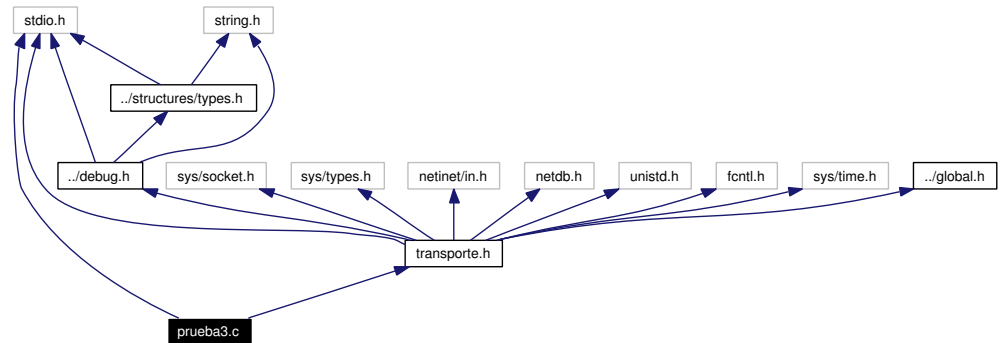 stdio.h
string.h
../structures/types.h
../debug.h
sys/socket.h
sys/types.h
netinet/in.h
netdb.h
unistd.h
fcntl.h
sys/time.h
../global.h
transporte.h
prueba3.c